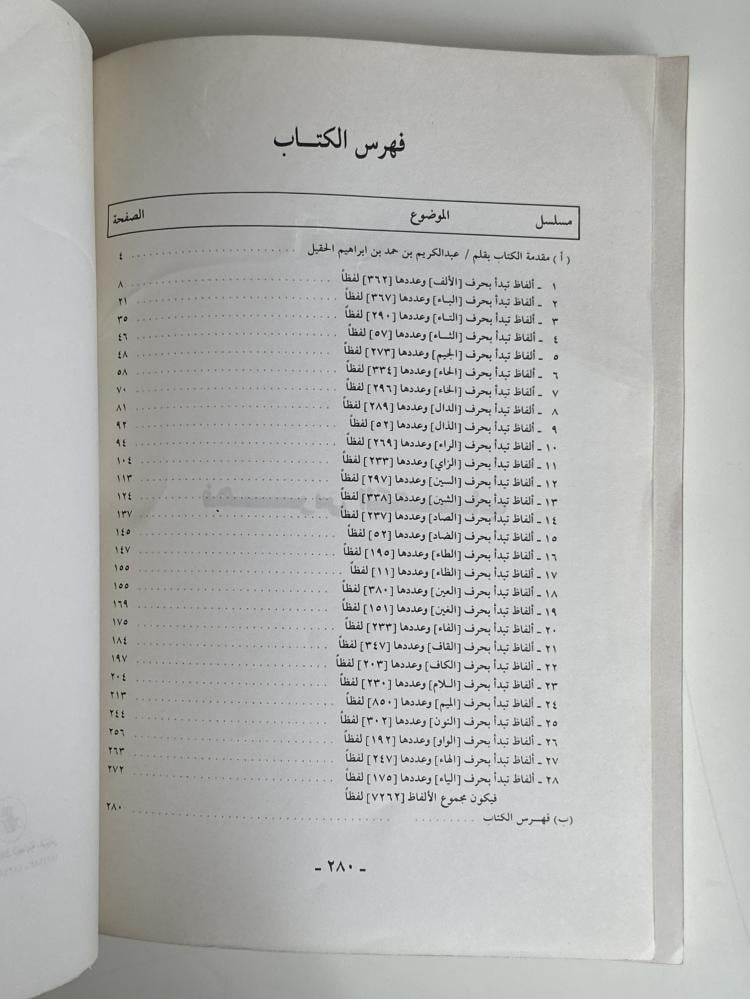 فهرس الكتــاب
مسلسل الموضوع الصفحة
(أ) مقدمة الكتاب بقلم / عبدالكريم بن حمد بن ابراهيم الحقيل ٤
١ - ألفاظ تبدأ بحرف [الألف] وعددها [٣٦٢] لفظاً ٨
٢ - ألفاظ تبدأ بحرف [البـاء] وعددها [٣٦٧] لفظاً ٢١
٣ - ألفاظ تبدأ بحرف [التـاء] وعددها [٢٩٠] لفظاً ٣٥
٤ - ألفاظ تبدأ بحرف [الثـاء] وعددها [٥٧] لفظاً ٤٦
٥ - ألفاظ تبدأ بحرف [الجيم] وعددها [٢٧٣] لفظاً ٤٨
٦ - ألفاظ تبدأ بحرف [الحاء] وعددها [٣٣٤] لفظاً ٥٨
٧ - ألفاظ تبدأ بحرف [الخاء] وعددها [٢٩٦] لفظاً ٧٠
٨ - ألفاظ تبدأ بحرف [الدال] وعددها [٢٨٩] لفظاً ٨١
٩ - ألفاظ تبدأ بحرف [الذال] وعددها [٥٢] لفظاً ٩٢
١٠ - ألفاظ تبدأ بحرف [الراء] وعددها [٢٦٩] لفظاً ٩٤
١١ - ألفاظ تبدأ بحرف [الزاي] وعددها [٢٣٣] لفظاً ١٠٤
١٢ - ألفاظ تبدأ بحرف [السين] وعددها [٢٩٧] لفظاً ١١٣
١٣ - ألفاظ تبدأ بحرف [الشين] وعددها [٣٣٨] لفظاً ١٢٤
١٤ - ألفاظ تبدأ بحرف [الصاد] وعددها [٢٣٧] لفظاً ١٣٧
١٥ - ألفاظ تبدأ بحرف [الضاد] وعددها [٥٢] لفظاً ١٤٥
١٦ - ألفاظ تبدأ بحرف [الطاء] وعددها [١٩٥] لفظاً ١٤٧
١٧ - ألفاظ تبدأ بحرف [الظاء] وعددها [١١] لفظاً ١٥٥
١٨ - ألفاظ تبدأ بحرف [العين] وعددها [٣٨٠] لفظاً ١٥٥
١٩ - ألفاظ تبدأ بحرف [الغين] وعددها [١٥١] لفظاً ١٦٩
٢٠ - ألفاظ تبدأ بحرف [الفاء] وعددها [٢٣٣] لفظاً ١٧٥
٢١ - ألفاظ تبدأ بحرف [القاف] وعددها [٣٤٧] لفظاً ١٨٤
٢٢ - ألفاظ تبدأ بحرف [الكاف] وعددها [٢٠٣] لفظاً ١٩٧
٢٣ - ألفاظ تبدأ بحرف [الـلام] وعددها [٢٣٠] لفظاً ٢٠٤
٢٤ - ألفاظ تبدأ بحرف [الميم] وعددها [٨٥٠] لفظاً ٢١٣
٢٥ - ألفاظ تبدأ بحرف [النون] وعددها [٣٠٢] لفظاً ٢٤٤
٢٦ - ألفاظ تبدأ بحرف [الواو] وعددها [١٩٢] لفظاً ٢٥٦
٢٧ - ألفاظ تبدأ بحرف [الهاء] وعددها [٢٤٧] لفظاً ٢٦٣
٢٨ - ألفاظ تبدأ بحرف [الياء] وعددها [١٧٥] لفظاً ٢٧٢
فيكون مجموع الألفاظ [٧٢٦٢] لفظاً
(ب) فهـرس الكتاب ٢٨٠
- ٢٨٠ -